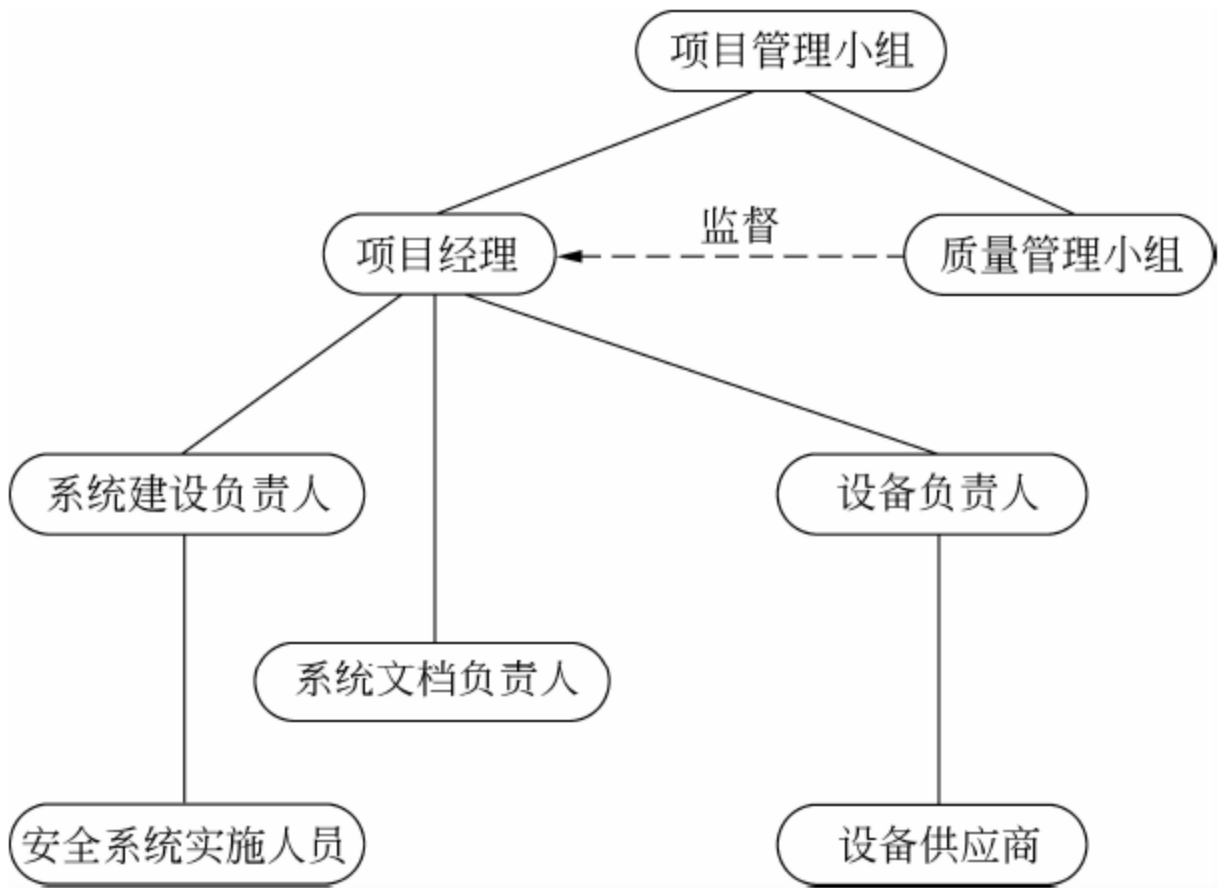 项目管理小组
监督
项目经理
质量管理小组
系统建设负责人
设备负责人
系统文档负责人
安全系统实施人员
设备供应商